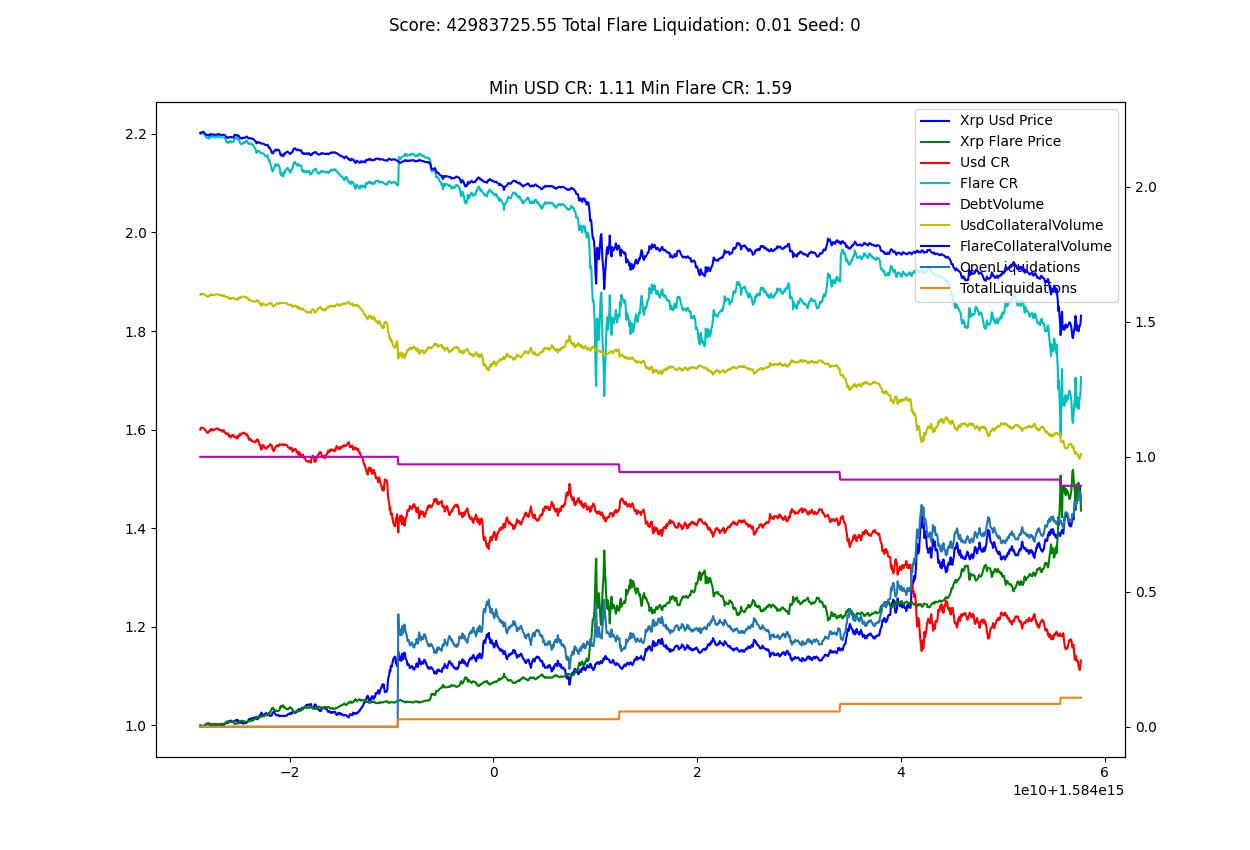 Score: 42983725.55 Total Flare Liquidation: 0.01 Seed: 0
Min USD CR: 1.11 Min Flare CR: 1.59
Xrp Usd Price
Xrp Flare Price
Usd CR
Flare CR
DebtVolume
UsdCollateralVolume
FlareCollateralVolume
OpenLiquidations
TotalLiquidations
2.2
2.0
1.8
1.6
1.4
1.2
1.0
2.0
1.5
1.0
0.5
0.0
−2 0 2 4 6
1e10+1.584e15